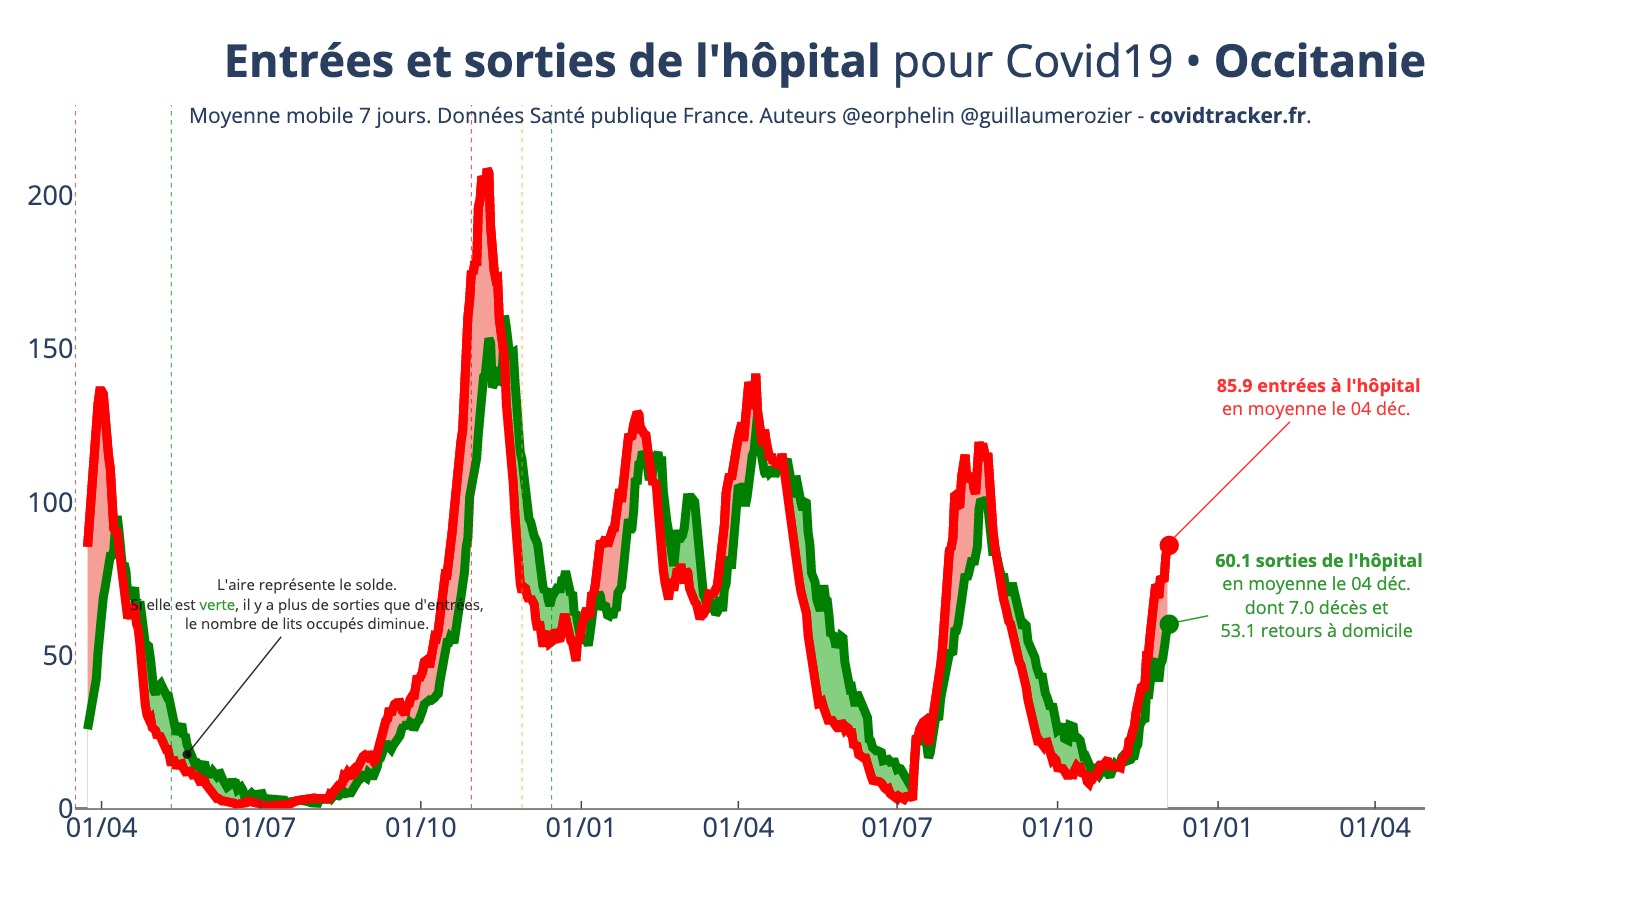 Entrées et sorties de l'hôpital pour Covid19 • Occitanie
Moyenne mobile 7 jours. Données Santé publique France. Auteurs @eorphelin @guillaumerozier - covidtracker.fr.
200
150
100
50
0
85.9 entrées à l'hôpital
en moyenne le 04 déc.
60.1 sorties de l'hôpital
en moyenne le 04 déc.
dont 7.0 décès et
53.1 retours à domicile
L'aire représente le solde.
Si elle est verte, il y a plus de sorties que d'entrées,
le nombre de lits occupés diminue.
01/04 01/07 01/10 01/01 01/04 01/07 01/10 01/01 01/04